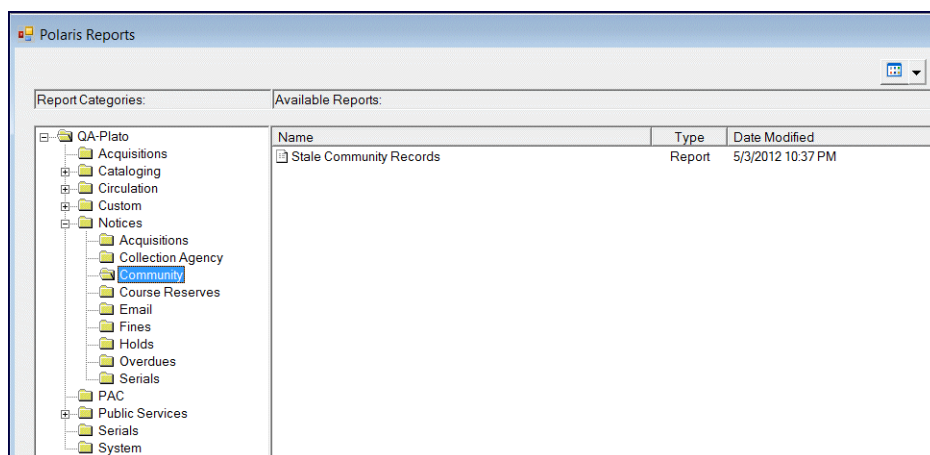 Polaris Reports
Report Categories: Available Reports:
QA-Plato
Acquisitions
Cataloging
Circulation
Custom
Notices
Acquisitions
Collection Agency
Community
Course Reserves
Email
Fines
Holds
Overdues
Serials
PAC
Public Services
Serials
System
Name Type Date Modified
Stale Community Records Report 5/3/2012 10:37 PM